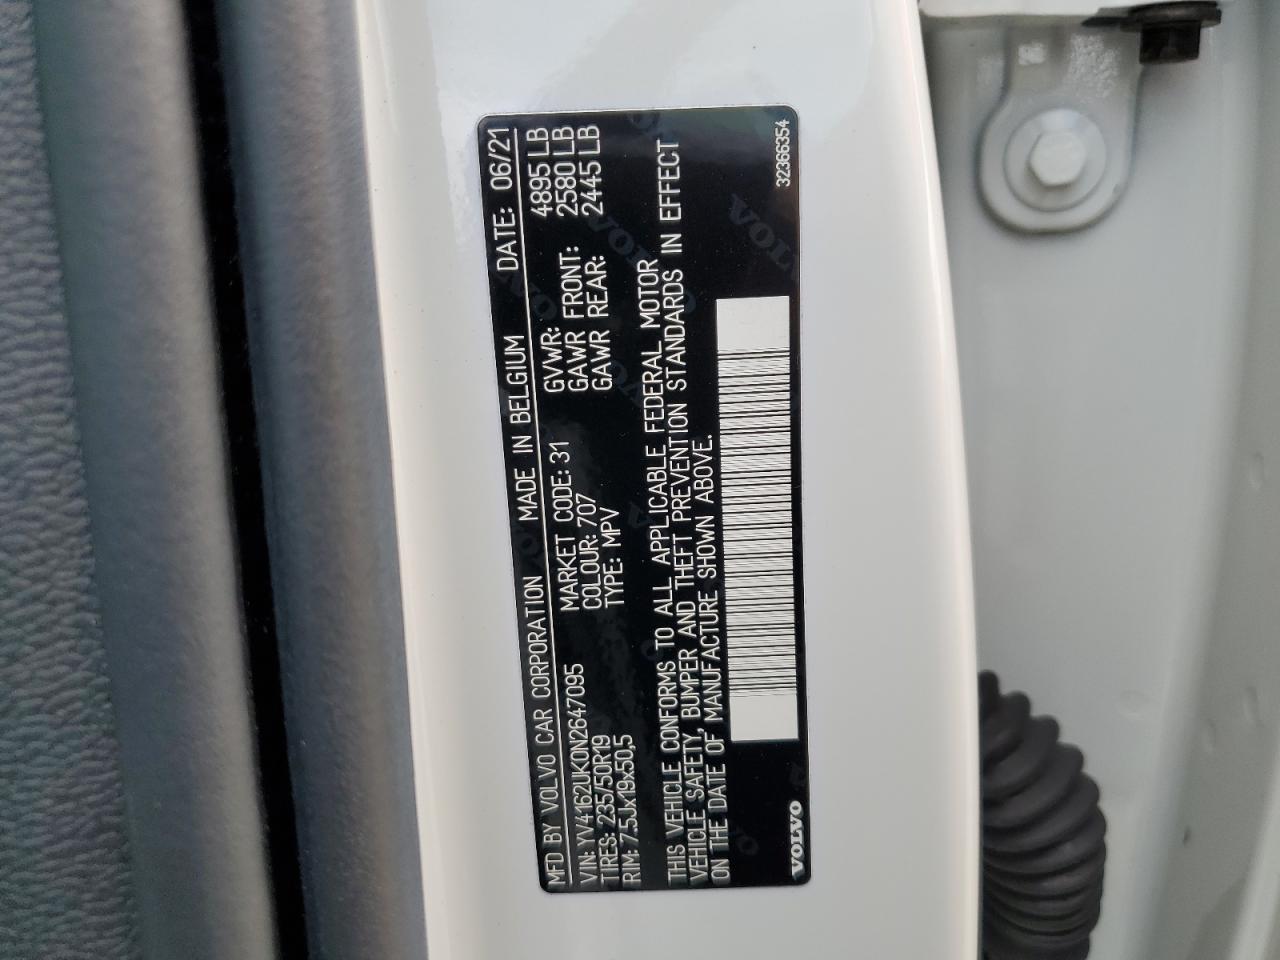 MFD BY VOLVO CAR CORPORATION MADE IN BELGIUM DATE: 06/21
VIN: YV4162UK0N2647095 MARKET CODE: 31 GVWR: 4895 LB
TIRES: 235/50R19 COLOUR: 707 GAWR FRONT: 2580 LB
RIM: 7.5Jx19x50,5 TYPE: MPV GAWR REAR: 2445 LB
THIS VEHICLE CONFORMS TO ALL APPLICABLE FEDERAL MOTOR
VEHICLE SAFETY, BUMPER AND THEFT PREVENTION STANDARDS IN EFFECT
ON THE DATE OF MANUFACTURE SHOWN ABOVE.
VOLVO 32366354